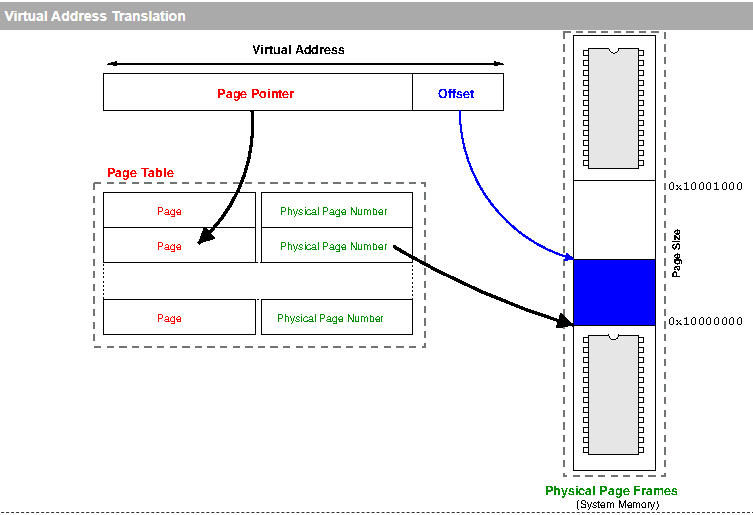 Virtual Address Translation
Virtual Address
Page Pointer
Offset
Page Table
Page
Physical Page Number
Page
Physical Page Number
Page
Physical Page Number
0x10001000
Page Size
0x10000000
Physical Page Frames
(System Memory)